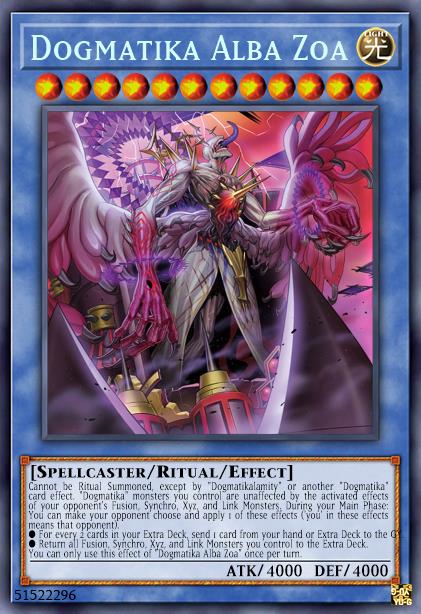 DOGMATIKA ALBA ZOA
LIGHT
光
[SPELLCASTER/RITUAL/EFFECT]
Cannot be Ritual Summoned, except by "Dogmatikalamity" or another "Dogmatika"
card effect. "Dogmatika" monsters you control are unaffected by the activated effects
of your opponent's Fusion, Synchro, Xyz, and Link Monsters, During your Main Phase:
You can make your opponent choose and apply 1 of these effects ('you' in these effects
means that opponent).
● For every 2 cards in your Extra Deck, send 1 card from your hand or Extra Deck to the GY.
● Return all Fusion, Synchro, Xyz, and Link Monsters you control to the Extra Deck.
You can only use this effect of "Dogmatika Alba Zoa" once per turn.
ATK/4000 DEF/4000
51522296